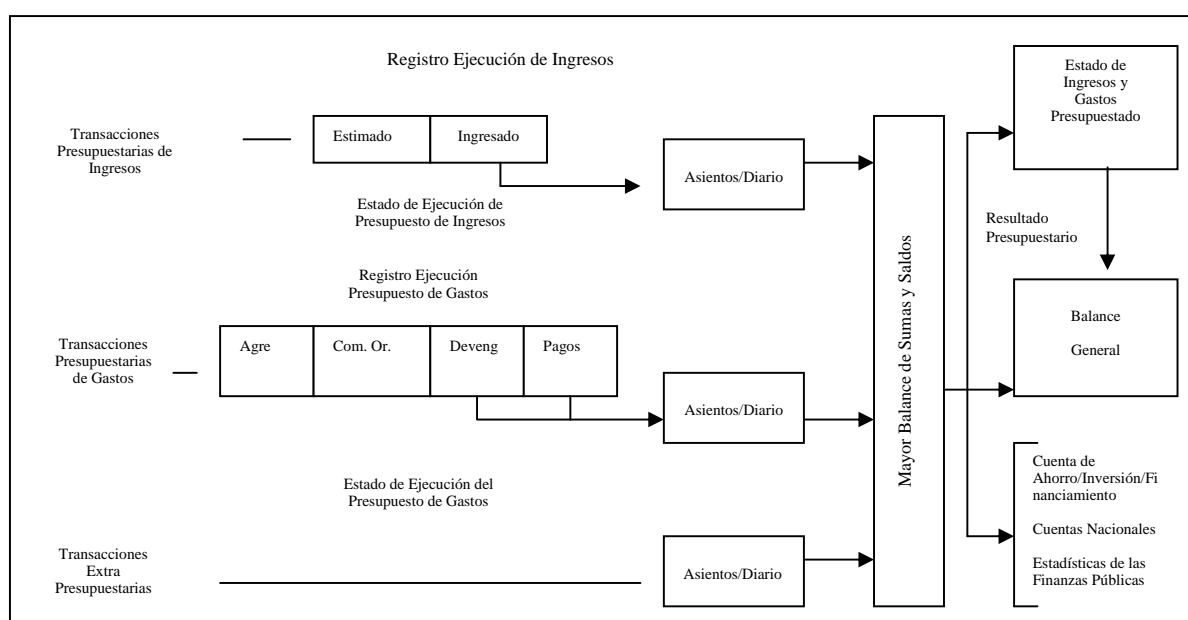 Registro Ejecución de Ingresos
Transacciones
Presupuestarias de
Ingresos
Estimado
Ingresado
Asientos/Diario
Estado de Ejecución de
Presupuesto de Ingresos
Registro Ejecución
Presupuesto de Gastos
Transacciones
Presupuestarias
de Gastos
Agre
Com. Or.
Deveng
Pagos
Asientos/Diario
Estado de Ejecución del
Presupuesto de Gastos
Transacciones
Extra
Presupuestarias
Asientos/Diario
Mayor Balance de Sumas y Saldos
Estado de
Ingresos y
Gastos
Presupuestado
Resultado
Presupuestario
Balance
General
Cuenta de
Ahorro/Inversión/Fi
nanciamiento
Cuentas Nacionales
Estadísticas de las
Finanzas Públicas